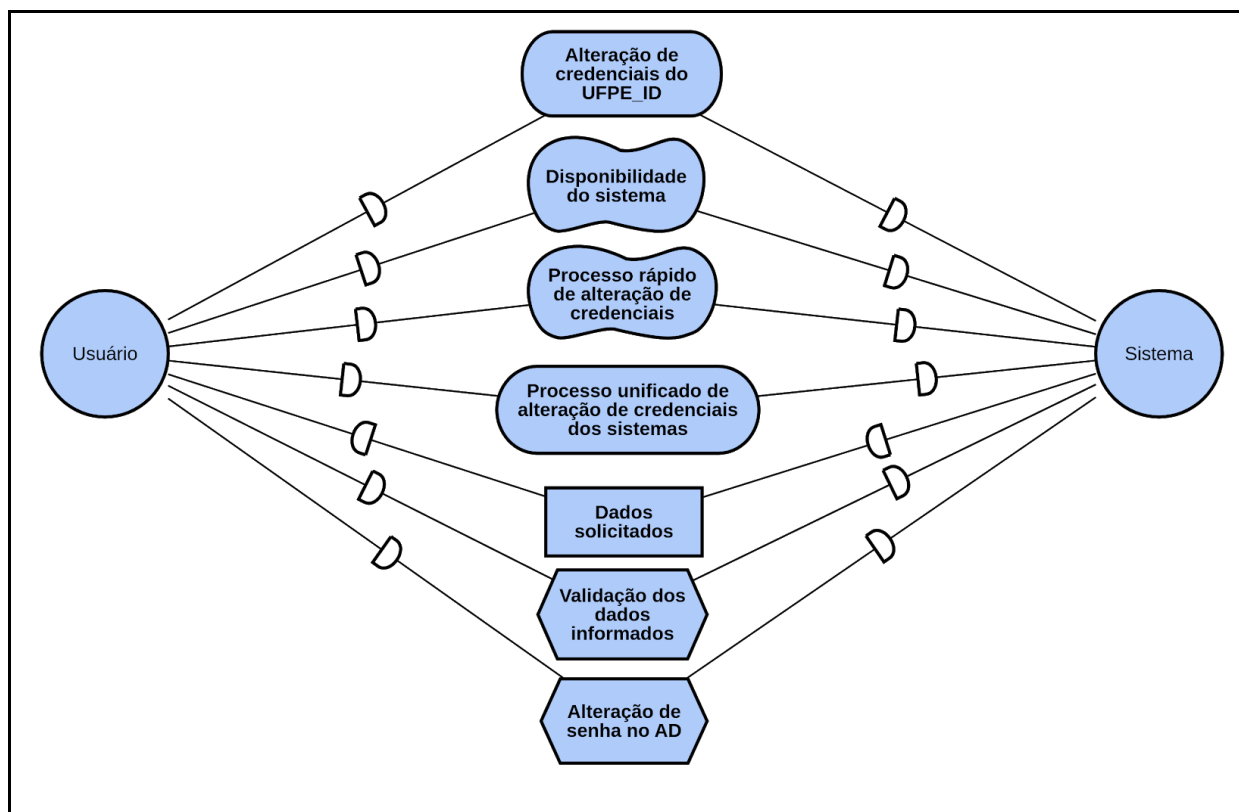 Alteração de
credenciais do
UFPE_ID
Disponibilidade
do sistema
Processo rápido
de alteração de
credenciais
Usuário
Sistema
Processo unificado de
alteração de credenciais
dos sistemas
Dados
solicitados
Validação dos
dados
informados
Alteração de
senha no AD